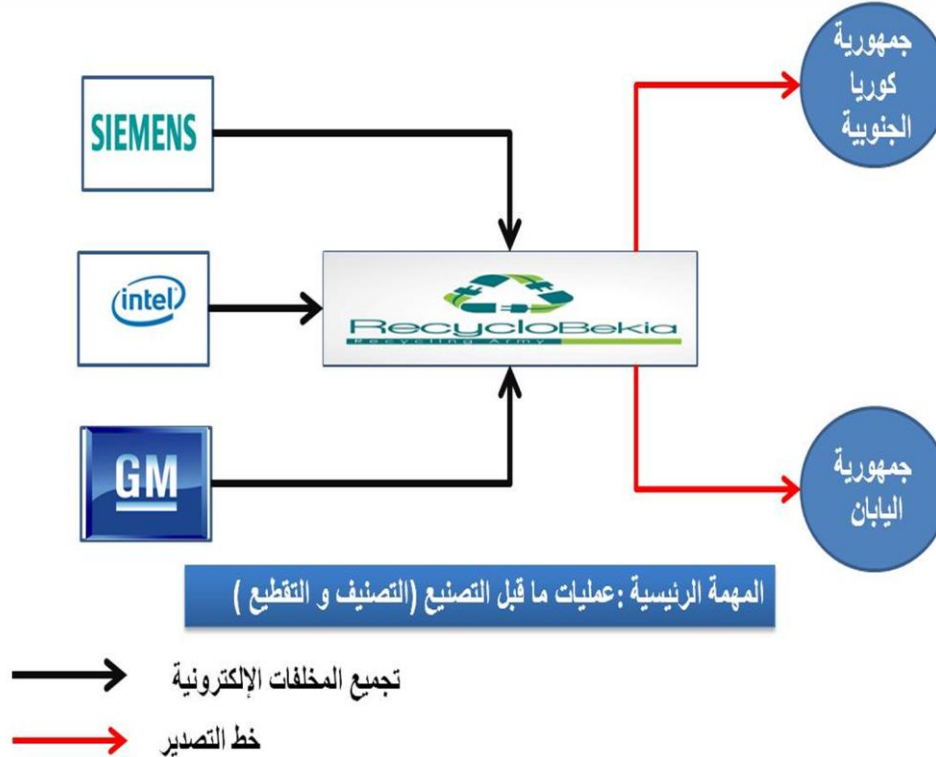 جمهورية
كوريا
الجنوبية
SIEMENS
intel
RecycloBekia
Recycling Army
GM
جمهورية
اليابان
المهمة الرئيسية :عمليات ما قبل التصنيع (التصنيف و التقطيع )
تجميع المخلفات الإلكترونية
خط التصدير